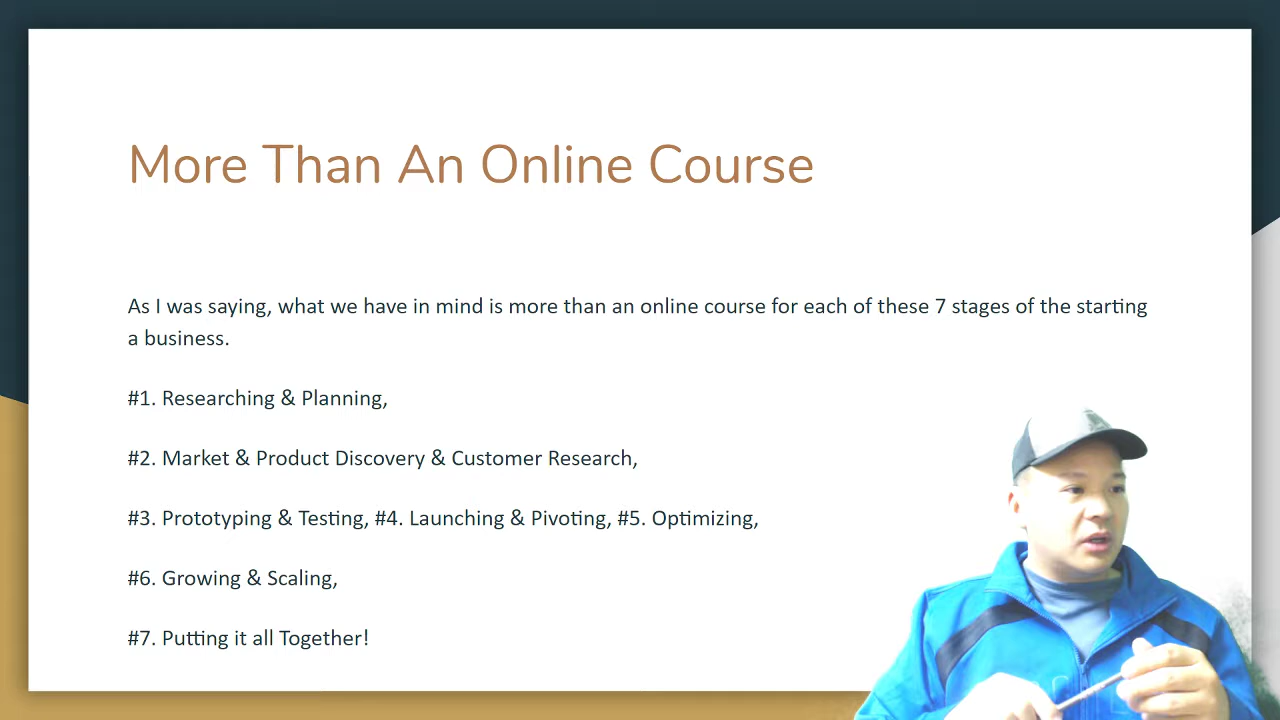 More Than An Online Course
As I was saying, what we have in mind is more than an online course for each of these 7 stages of the starting
a business.
#1. Researching & Planning,
#2. Market & Product Discovery & Customer Research,
#3. Prototyping & Testing, #4. Launching & Pivoting, #5. Optimizing,
#6. Growing & Scaling,
#7. Putting it all Together!